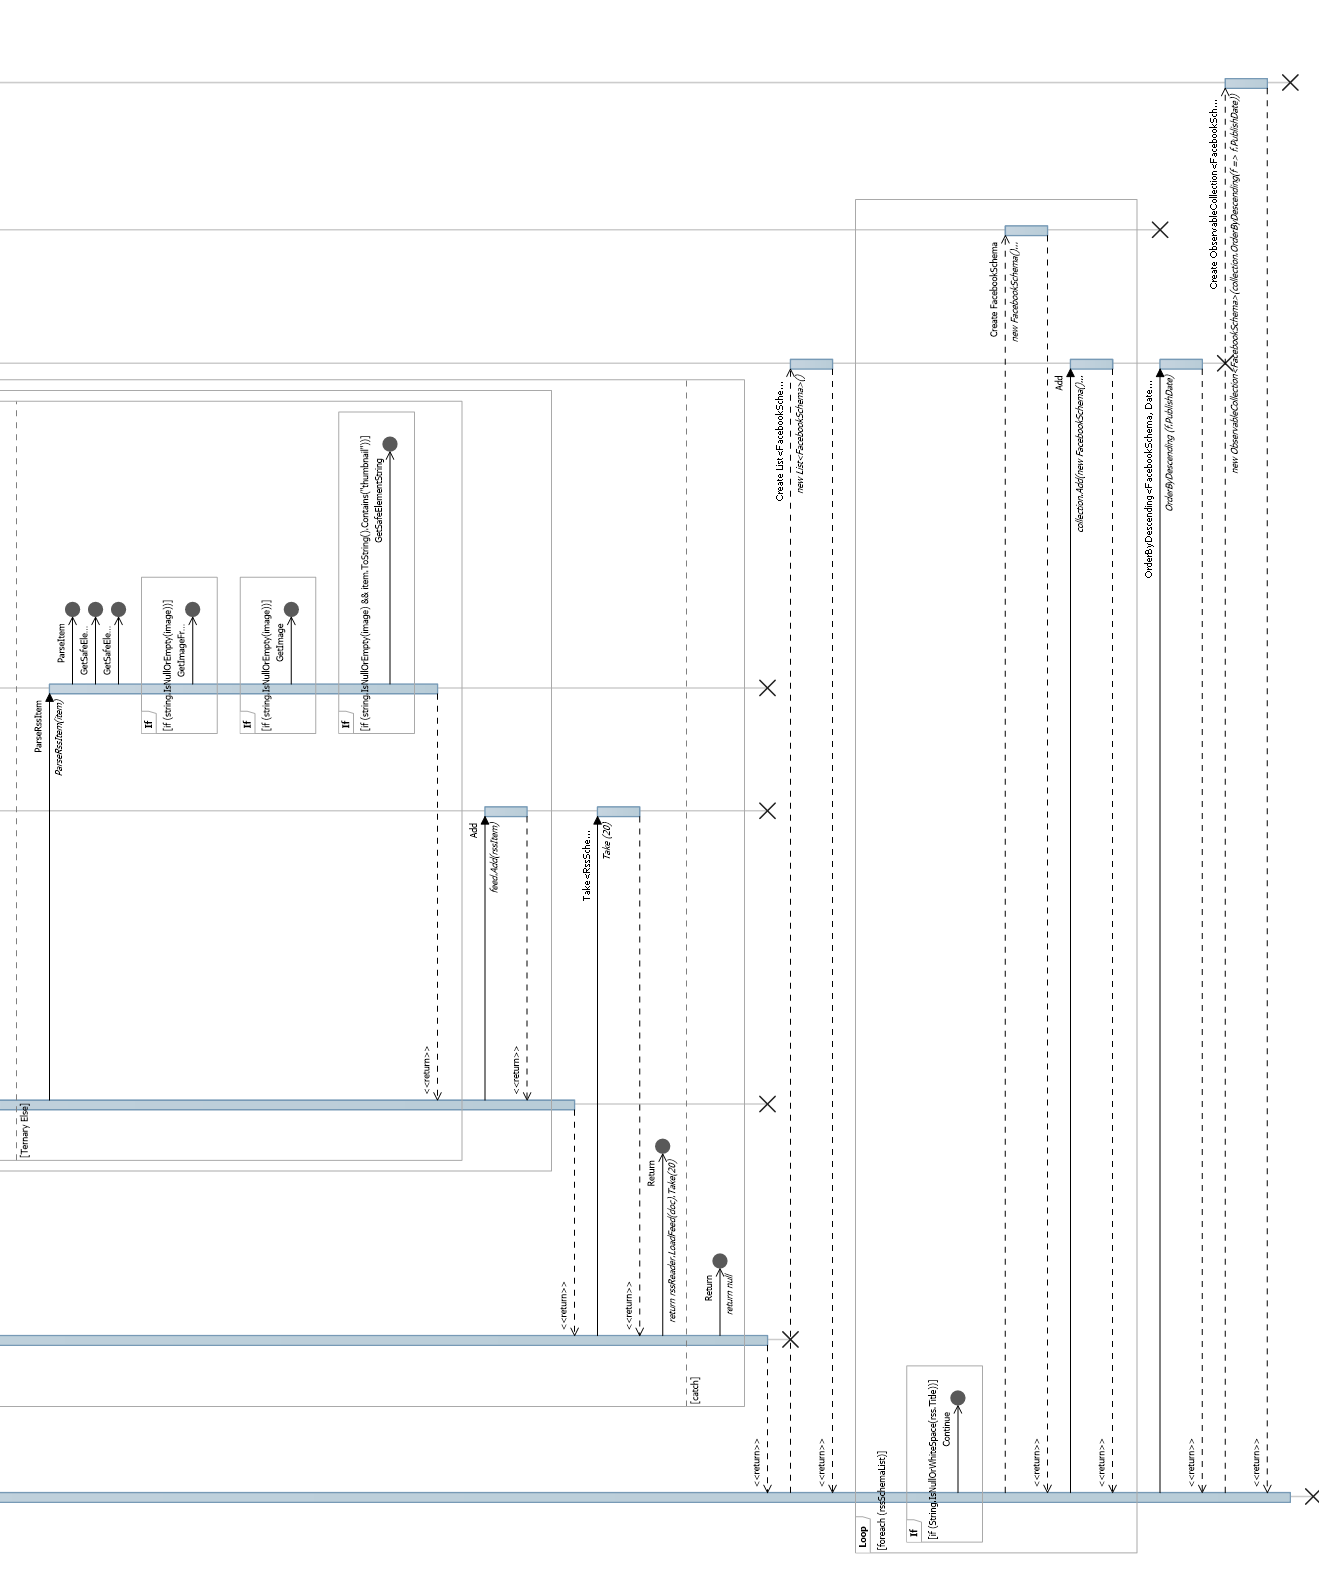 [Ternary Else]
ParseRssItem
ParseRssItem(item)
ParseItem
GetSafeEle...
GetSafeEle...
If
[if (string.IsNullOrEmpty(image))]
GetImageFr...
If
[if (string.IsNullOrEmpty(image))]
GetImage
If
[if (string.IsNullOrEmpty(image) && item.ToString().Contains("thumbnail"))]
GetSafeElementString
<<return>>
Add
feed.Add(rssItem)
<<return>>
<<return>>
Take<RssSche...
Take (20)
<<return>>
Return
return rssReader.LoadFeed(doc).Take(20)
[catch]
Return
return null
<<return>>
Create List<FacebookSche...
new List<FacebookSchema>()
<<return>>
Loop
[foreach (rssSchemaList)]
If
[if (String.IsNullOrWhiteSpace(rss.Title))]
Continue
Create FacebookSchema
new FacebookSchema()...
<<return>>
Add
collection.Add(new FacebookSchema()...
<<return>>
OrderByDescending<FacebookSchema, Date...
OrderByDescending (f.PublishDate)
<<return>>
Create ObservableCollection<FacebookSch...
new ObservableCollection<FacebookSchema>(collection.OrderByDescending(f => f.PublishDate))
<<return>>